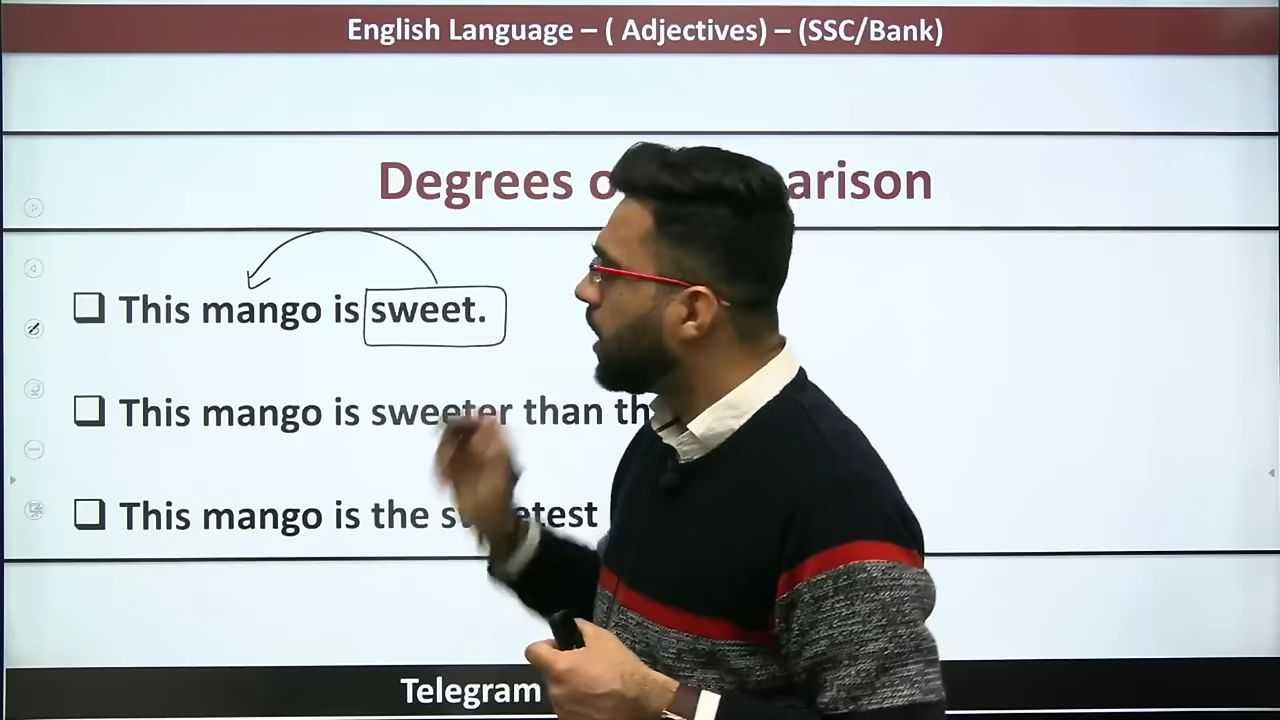 English Language – ( Adjectives) – (SSC/Bank)
Degrees arison
❑ This mango is sweet.
❑ This mango is sweeter than th
❑ This mango is the sweetest
Telegram